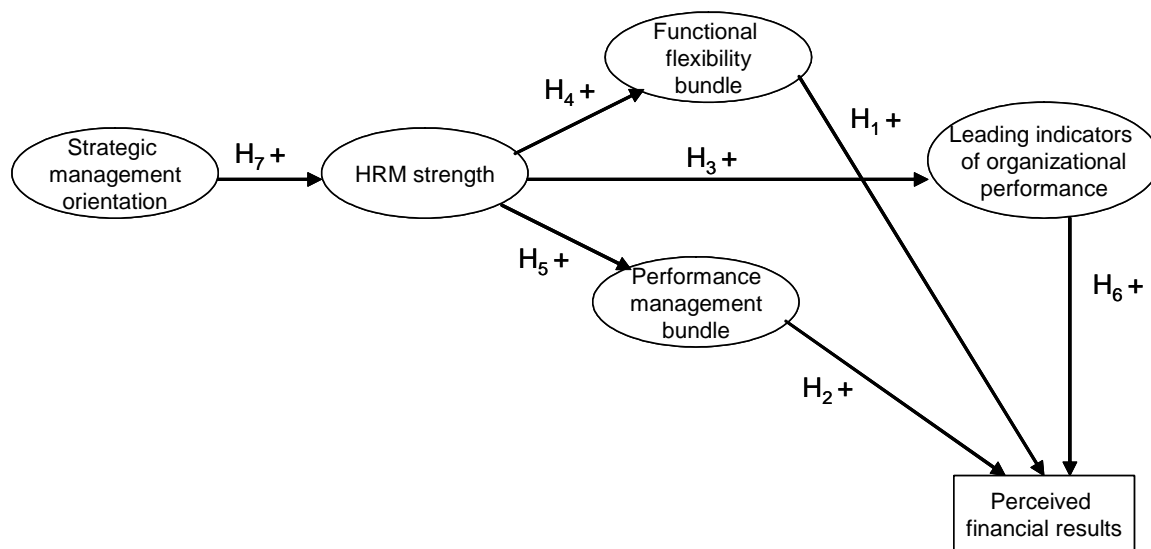 Functional
flexibility
bundle
H₄ +
H₁ +
Strategic
management
orientation
H₇ +
HRM strength
H₃ +
Leading indicators
of organizational
performance
H₅ +
Performance
management
bundle
H₆ +
H₂ +
Perceived
financial results